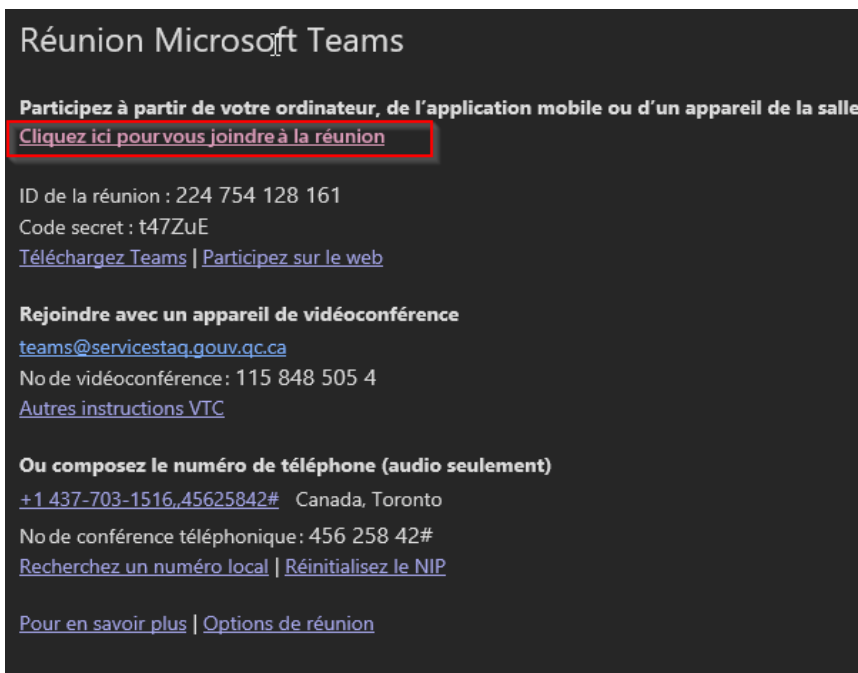 Réunion Microsoft Teams
Participez à partir de votre ordinateur, de l’application mobile ou d’un appareil de la salle
Cliquez ici pour vous joindre à la réunion
ID de la réunion : 224 754 128 161
Code secret : t47ZuE
Téléchargez Teams | Participez sur le web
Rejoindre avec un appareil de vidéoconférence
teams@servicestaq.gouv.qc.ca
No de vidéoconférence : 115 848 505 4
Autres instructions VTC
Ou composez le numéro de téléphone (audio seulement)
+1 437-703-1516,,45625842# Canada, Toronto
No de conférence téléphonique : 456 258 42#
Recherchez un numéro local | Réinitialisez le NIP
Pour en savoir plus | Options de réunion